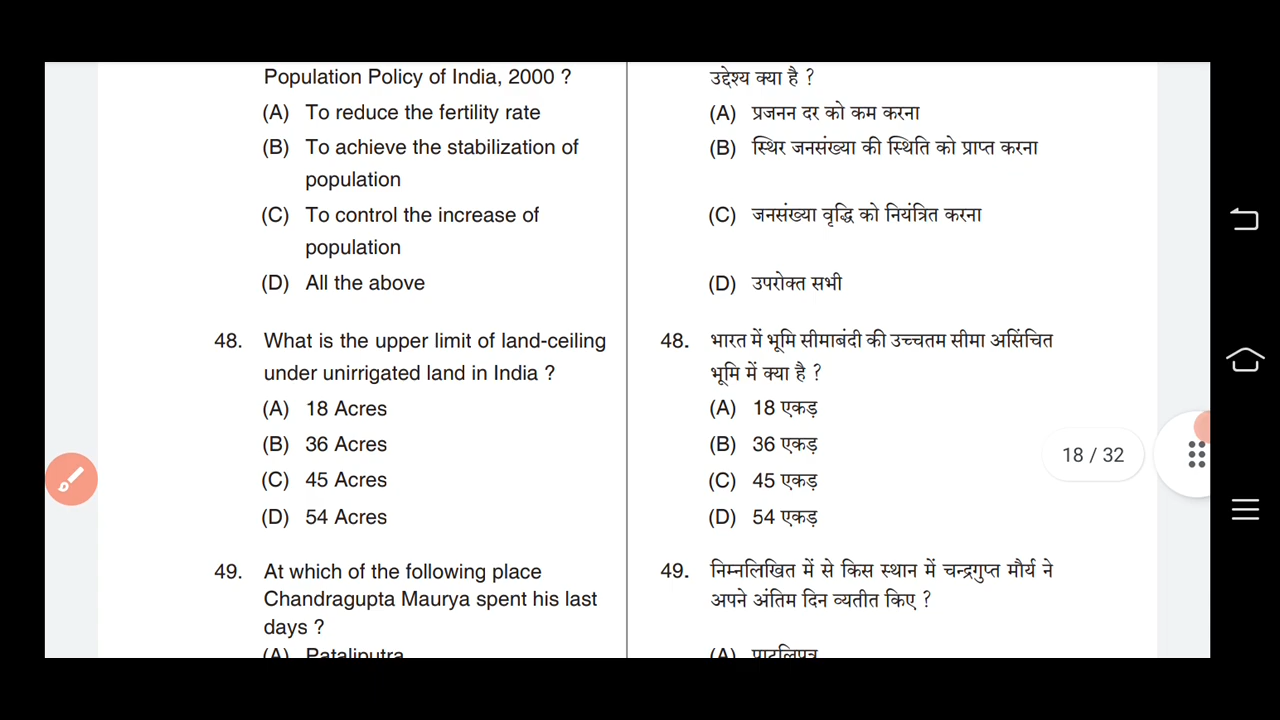 Population Policy of India, 2000 ?
(A) To reduce the fertility rate
(B) To achieve the stabilization of
population
(C) To control the increase of
population
(D) All the above
48. What is the upper limit of land-ceiling
under unirrigated land in India ?
(A) 18 Acres
(B) 36 Acres
(C) 45 Acres
(D) 54 Acres
49. At which of the following place
Chandragupta Maurya spent his last
days ?
(A) Pataliputra
उद्देश्य क्या है ?
(A) प्रजनन दर को कम करना
(B) स्थिर जनसंख्या की स्थिति को प्राप्त करना
(C) जनसंख्या वृद्धि को नियंत्रित करना
(D) उपरोक्त सभी
48. भारत में भूमि सीमाबंदी की उच्चतम सीमा असिंचित
भूमि में क्या है ?
(A) 18 एकड़
(B) 36 एकड़
(C) 45 एकड़
(D) 54 एकड़
49. निम्नलिखित में से किस स्थान में चन्द्रगुप्त मौर्य ने
अपने अंतिम दिन व्यतीत किए ?
(A) पाटलिपुत्र
18 / 32